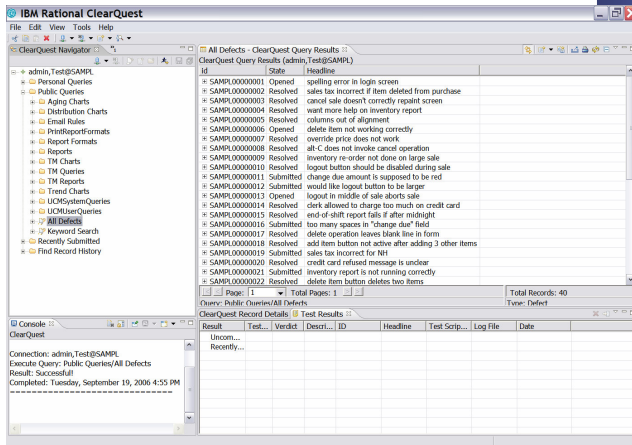 IBM Rational ClearQuest
File Edit View Tools Help
ClearQuest Navigator
admin,Test@SAMPL
Personal Queries
Public Queries
Aging Charts
Distribution Charts
Email Rules
PrintReportFormats
Report Formats
Reports
TM Charts
TM Queries
TM Reports
Trend Charts
UCMSystemQueries
UCMUserQueries
All Defects
Keyword Search
Recently Submitted
Find Record History
All Defects - ClearQuest Query Results
ClearQuest Query Results (admin,Test@SAMPL)
Id State Headline
SAMPL00000001 Opened spelling error in login screen
SAMPL00000002 Resolved sales tax incorrect if item deleted from purchase
SAMPL00000003 Resolved cancel sale doesn't correctly repaint screen
SAMPL00000004 Resolved want more help on inventory report
SAMPL00000005 Resolved columns out of alignment
SAMPL00000006 Opened delete item not working correctly
SAMPL00000007 Resolved override price does not work
SAMPL00000008 Resolved alt-C does not invoke cancel operation
SAMPL00000009 Resolved inventory re-order not done on large sale
SAMPL00000010 Resolved logout button should be disabled during sale
SAMPL00000011 Submitted change due amount is supposed to be red
SAMPL00000012 Submitted would like logout button to be larger
SAMPL00000013 Opened logout in middle of sale aborts sale
SAMPL00000014 Resolved clerk allowed to charge too much on credit card
SAMPL00000015 Resolved end-of-shift report fails if after midnight
SAMPL00000016 Submitted too many spaces in "change due" field
SAMPL00000017 Resolved delete operation leaves blank line in form
SAMPL00000018 Resolved add item button not active after adding 3 other items
SAMPL00000019 Submitted sales tax incorrect for NH
SAMPL00000020 Resolved credit card refused message is unclear
SAMPL00000021 Submitted inventory report is not running correctly
SAMPL00000022 Resolved delete item button deletes two items
Page: 1 Total Pages: 1 Total Records: 40
Query: Public Queries/All Defects Type: Defect
Console
ClearQuest
Connection: admin,Test@SAMPL
Execute Query: Public Queries/All Defects
Result: Successful!
Completed: Tuesday, September 19, 2006 4:55 PM
ClearQuest Record Details Test Results
Result Test... Verdict Descri... ID Headline Test Scrip... Log File Date
Uncom...
Recently...